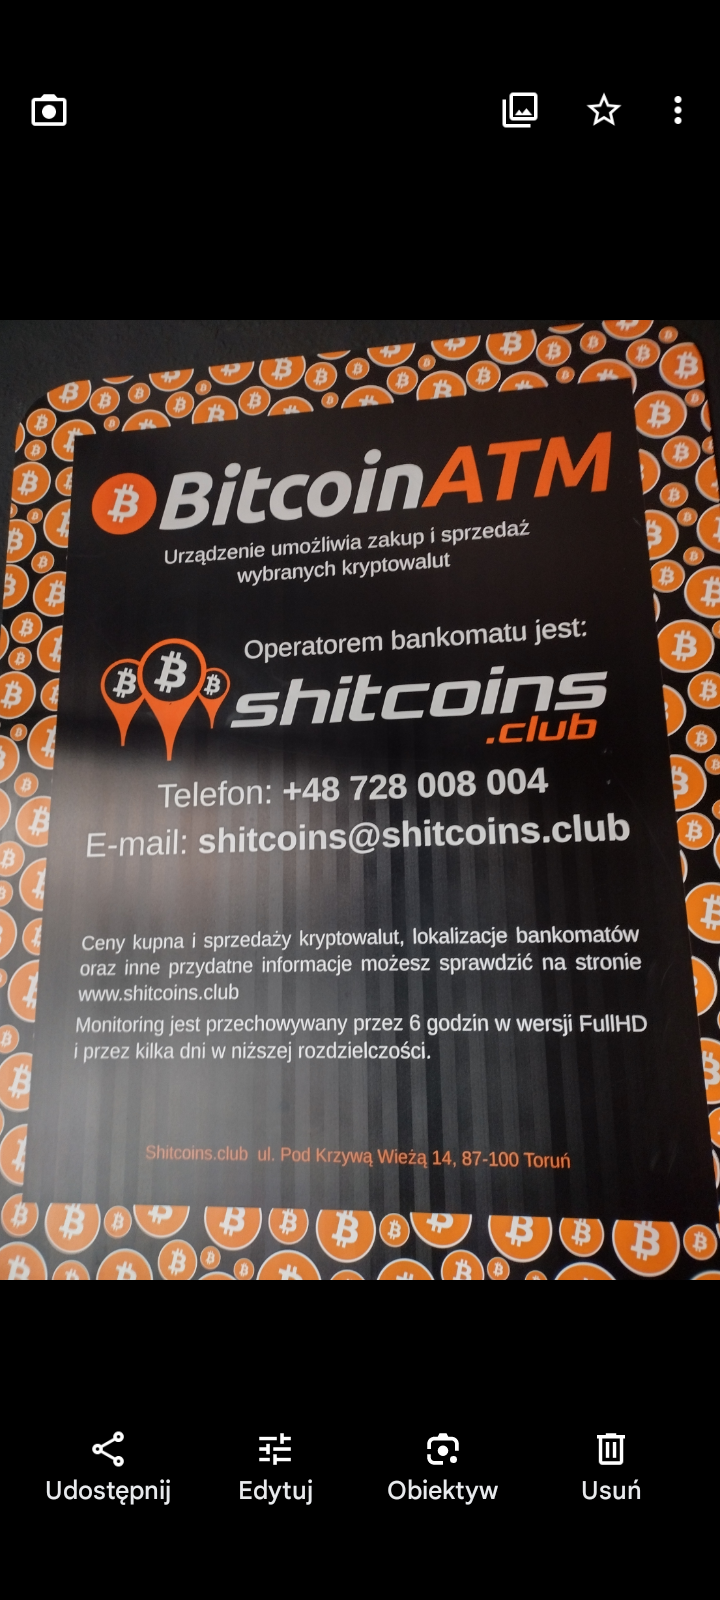 BitcoinATM
Urządzenie umożliwia zakup i sprzedaż
wybranych kryptowalut
Operatorem bankomatu jest:
shitcoins
.club
Telefon: +48 728 008 004
E-mail: shitcoins@shitcoins.club
Ceny kupna i sprzedaży kryptowalut, lokalizacje bankomatów
oraz inne przydatne informacje możesz sprawdzić na stronie
www.shitcoins.club
Monitoring jest przechowywany przez 6 godzin w wersji FullHD
i przez kilka dni w niższej rozdzielczości.
Shitcoins.club ul. Pod Krzywą Wieżą 14, 87-100 Toruń
Udostępnij Edytuj Obiektyw Usuń